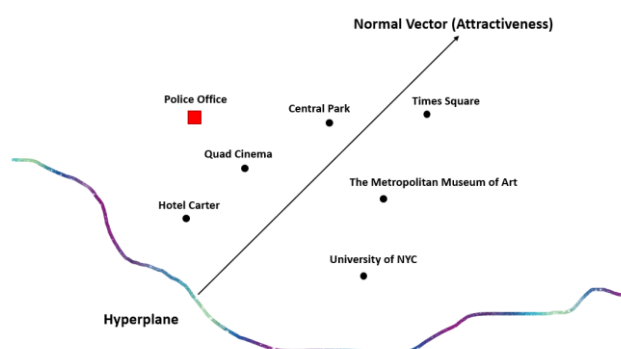 Normal Vector (Attractiveness)
Police Office
Central Park
Times Square
Quad Cinema
The Metropolitan Museum of Art
Hotel Carter
University of NYC
Hyperplane